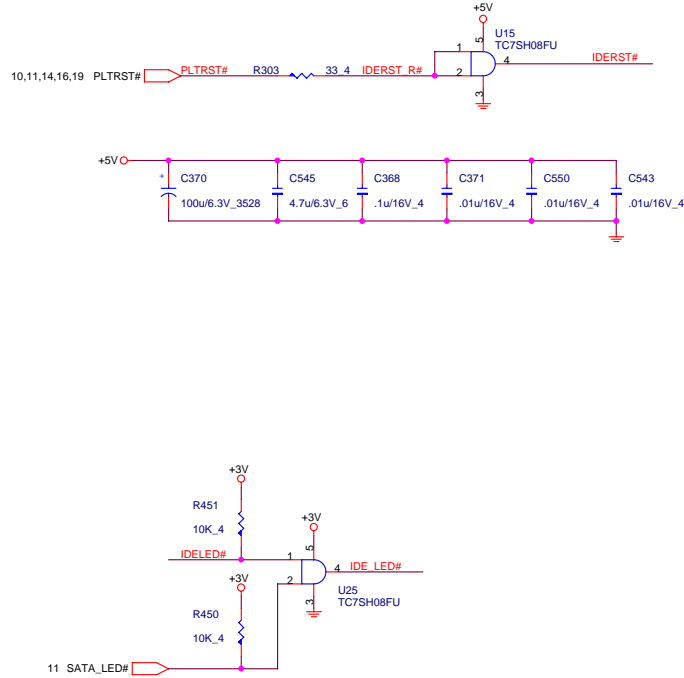 +5V
U15
TC7SH08FU
5
1
2
4
3
IDERST#
10,11,14,16,19 PLTRST#
PLTRST#
R303
33_4
IDERST_R#
+5V
+
C370
C545
C368
C371
C550
C543
100u/6.3V_3528
4.7u/6.3V_6
.1u/16V_4
.01u/16V_4
.01u/16V_4
.01u/16V_4
+3V
R451
10K_4
+3V
IDELED#
1
5
2
4
3
IDE_LED#
U25
TC7SH08FU
+3V
R450
10K_4
11 SATA_LED#